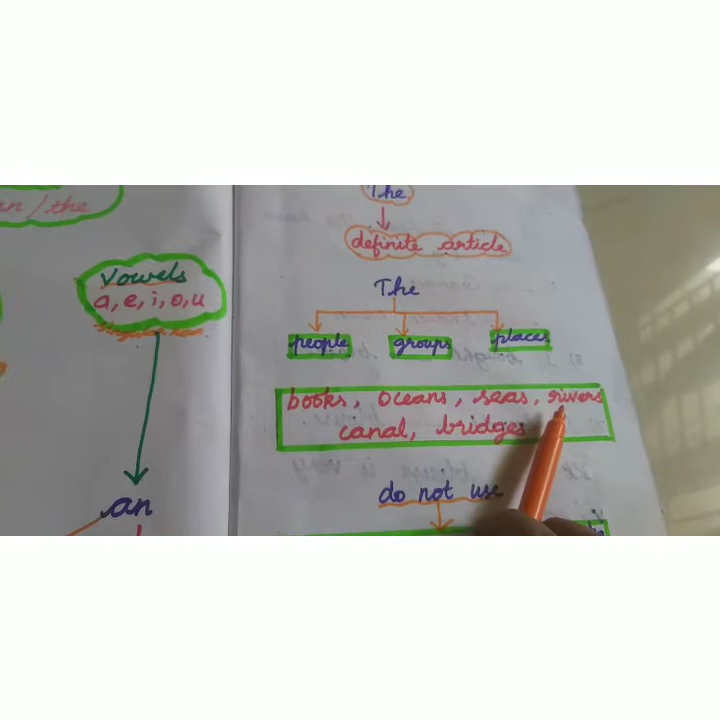 an / the
Vowels
a, e, i, o, u
an
The
definite article
The
people groups places
books, oceans, seas, rivers
canal, bridges
do not use